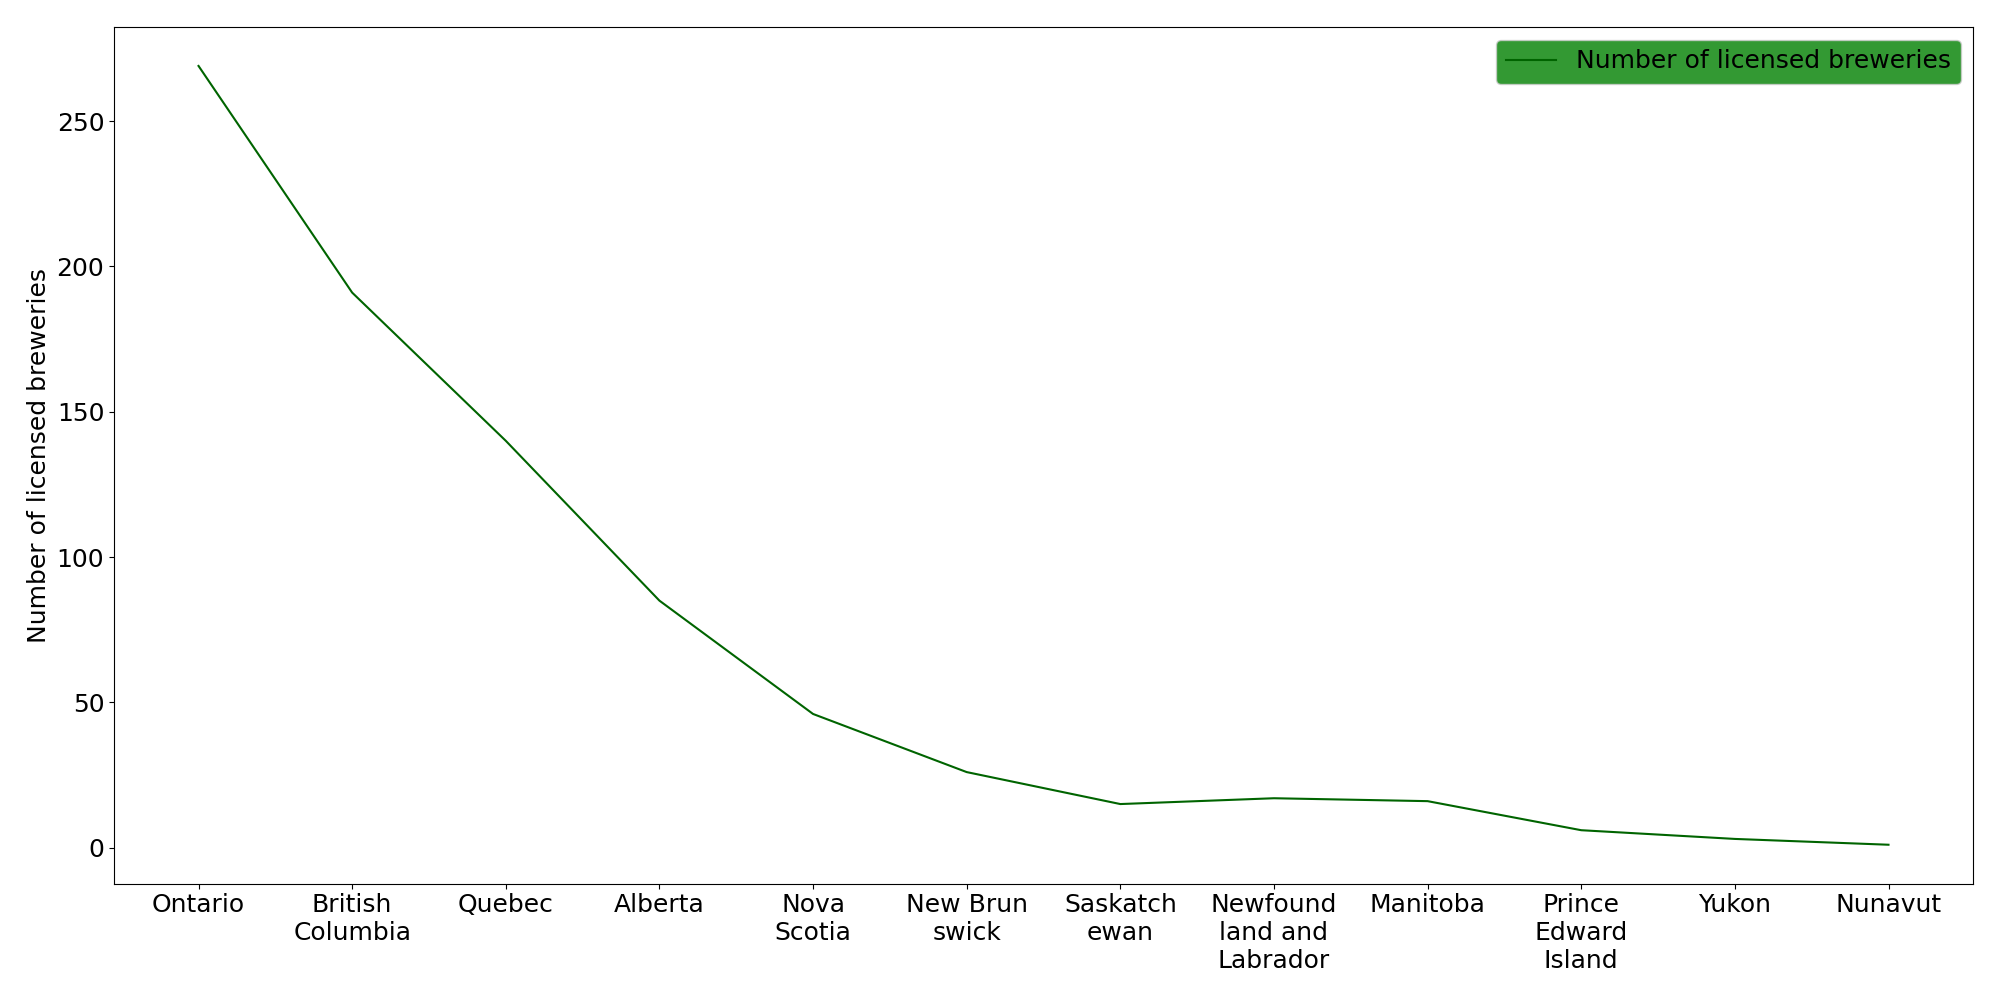 Number of licensed breweries
Number of licensed breweries
250
200
150
100
50
0
Ontario
British
Columbia
Quebec
Alberta
Nova
Scotia
New Brun
swick
Saskatch
ewan
Newfound
land and
Labrador
Manitoba
Prince
Edward
Island
Yukon
Nunavut